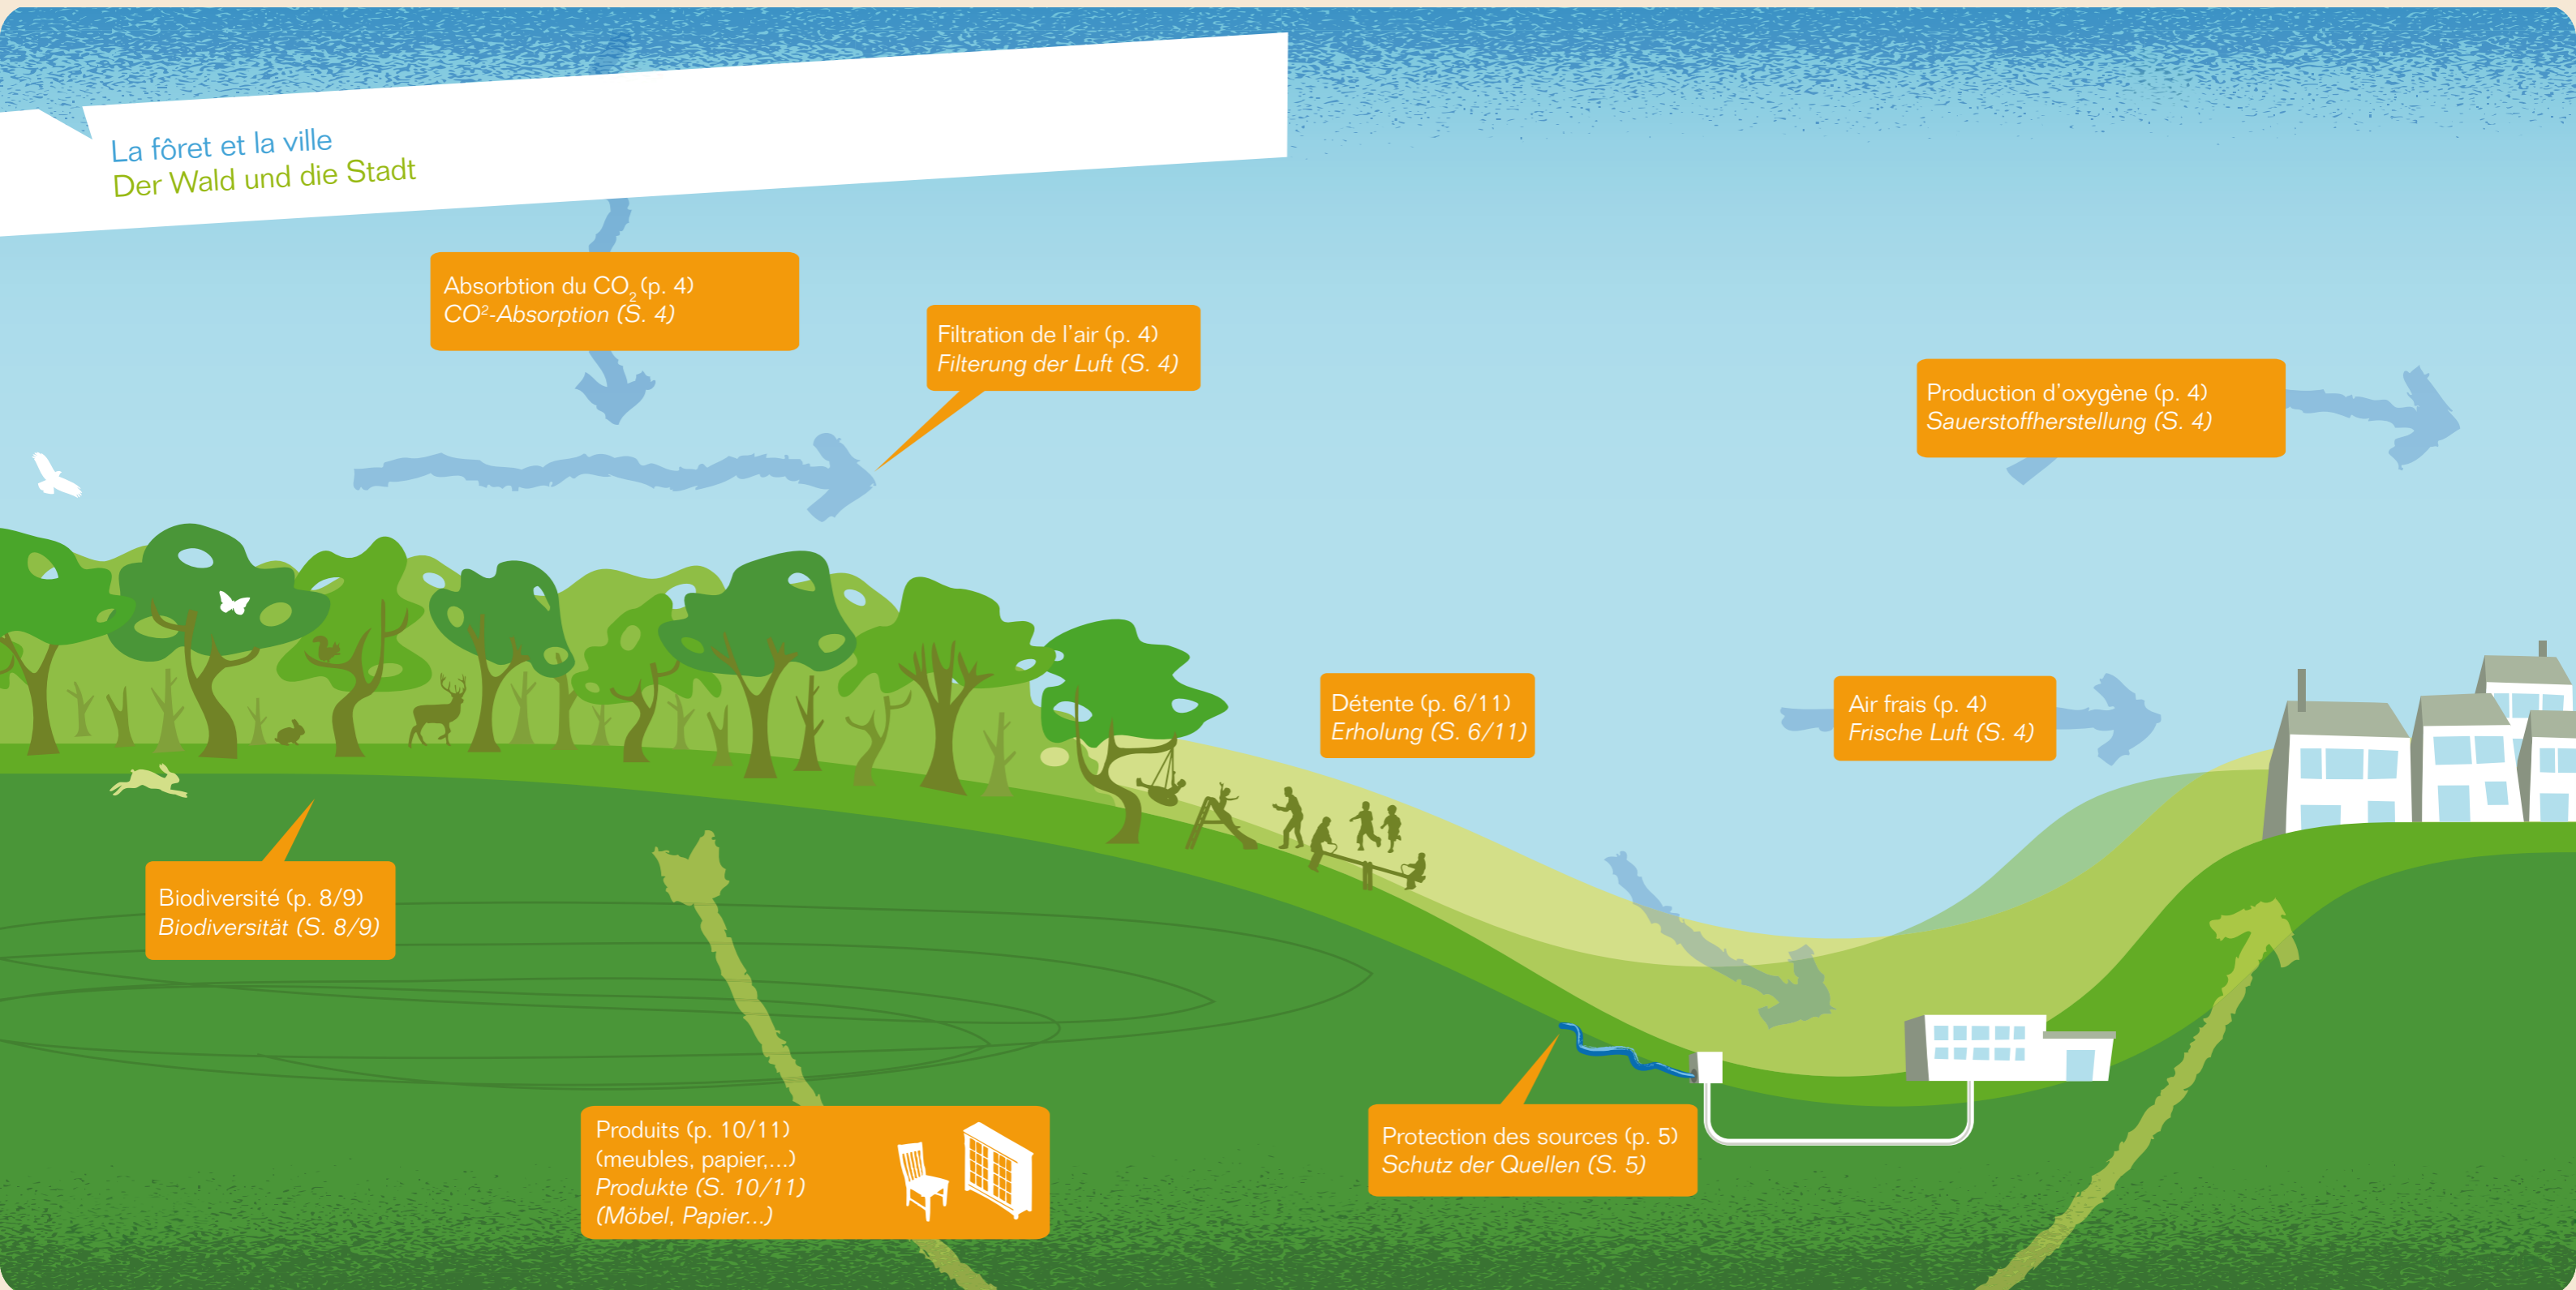 La fôret et la ville
Der Wald und die Stadt
Absorbtion du CO₂ (p. 4)
CO²-Absorption (S. 4)
Filtration de l'air (p. 4)
Filterung der Luft (S. 4)
Production d'oxygène (p. 4)
Sauerstoffherstellung (S. 4)
Détente (p. 6/11)
Erholung (S. 6/11)
Air frais (p. 4)
Frische Luft (S. 4)
Biodiversité (p. 8/9)
Biodiversität (S. 8/9)
Produits (p. 10/11)
(meubles, papier,...)
Produkte (S. 10/11)
(Möbel, Papier...)
Protection des sources (p. 5)
Schutz der Quellen (S. 5)